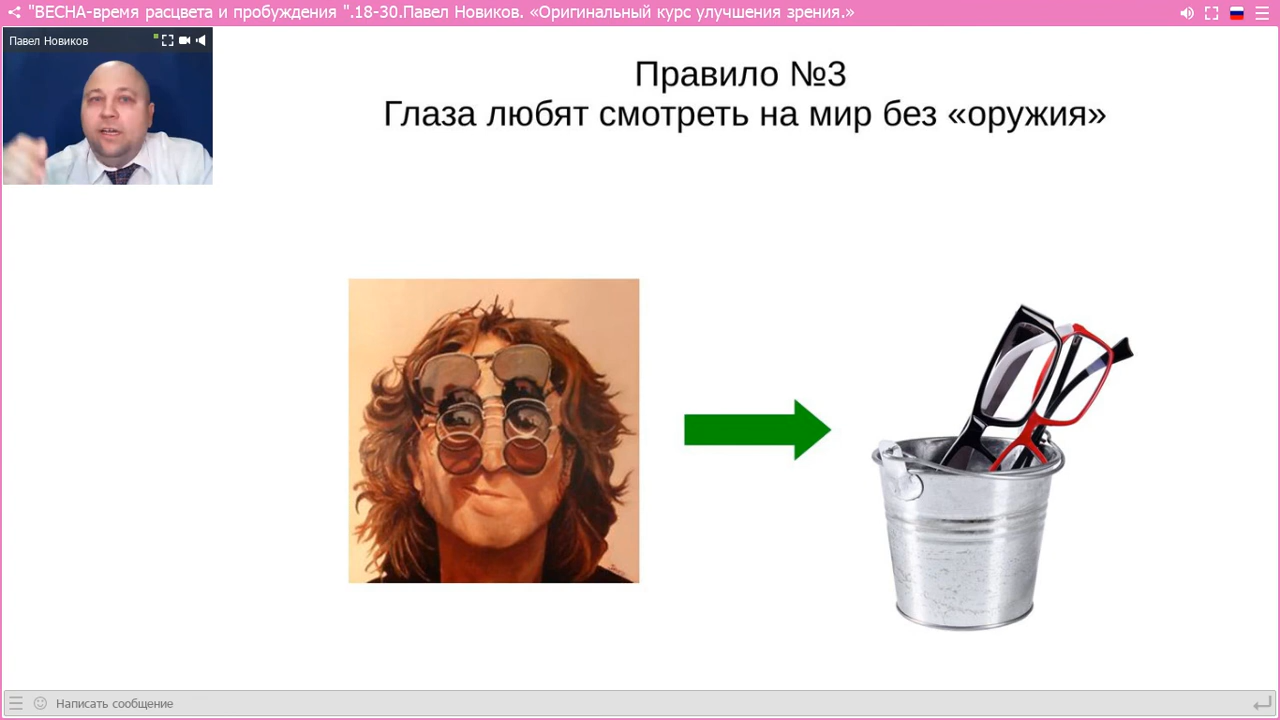 "ВЕСНА-время расцвета и пробуждения ".18-30.Павел Новиков. «Оригинальный курс улучшения зрения.»
Павел Новиков
Правило №3
Глаза любят смотреть на мир без «оружия»
Написать сообщение